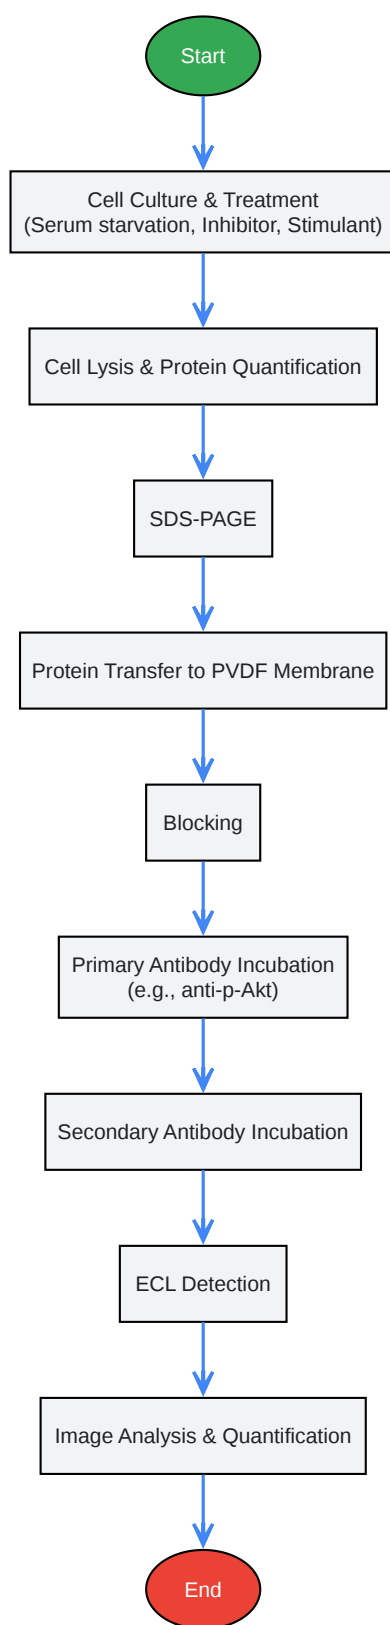 Start
Cell Culture & Treatment
(Serum starvation, Inhibitor, Stimulant)
Cell Lysis & Protein Quantification
SDS-PAGE
Protein Transfer to PVDF Membrane
Blocking
Primary Antibody Incubation
(e.g., anti-p-Akt)
Secondary Antibody Incubation
ECL Detection
Image Analysis & Quantification
End